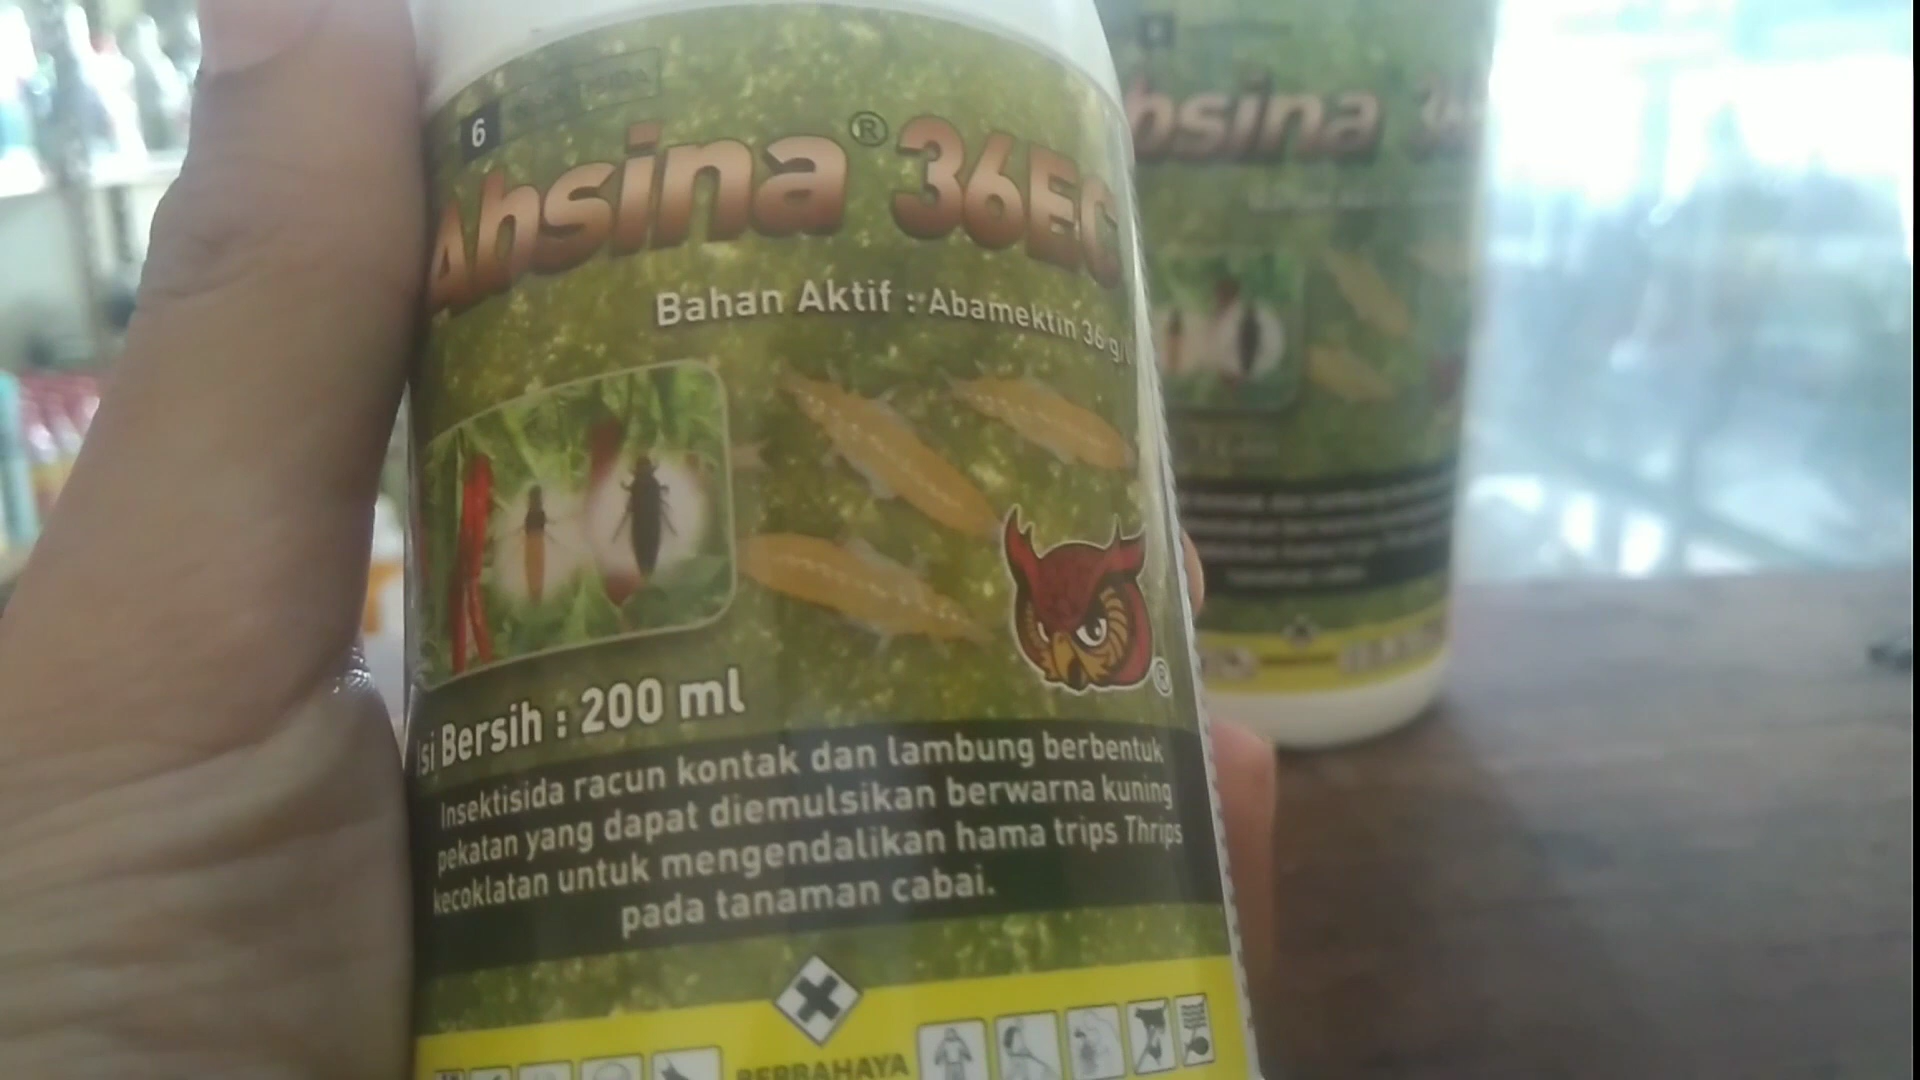 6
Absina® 36EC
Bahan Aktif : Abamektin 36 g/l
Isi Bersih : 200 ml
Insektisida racun kontak dan lambung berbentuk
pekatan yang dapat diemulsikan berwarna kuning
kecoklatan untuk mengendalikan hama trips Thrips
pada tanaman cabai.
®
BERBAHAYA
bsina